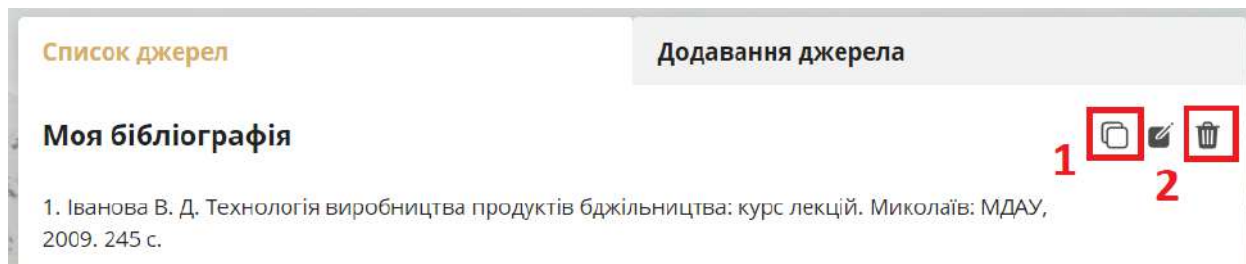 Список джерел
Додавання джерела
Моя бібліографія
1
2
1. Іванова В. Д. Технологія виробництва продуктів бджільництва: курс лекцій. Миколаїв: МДАУ,
2009. 245 с.